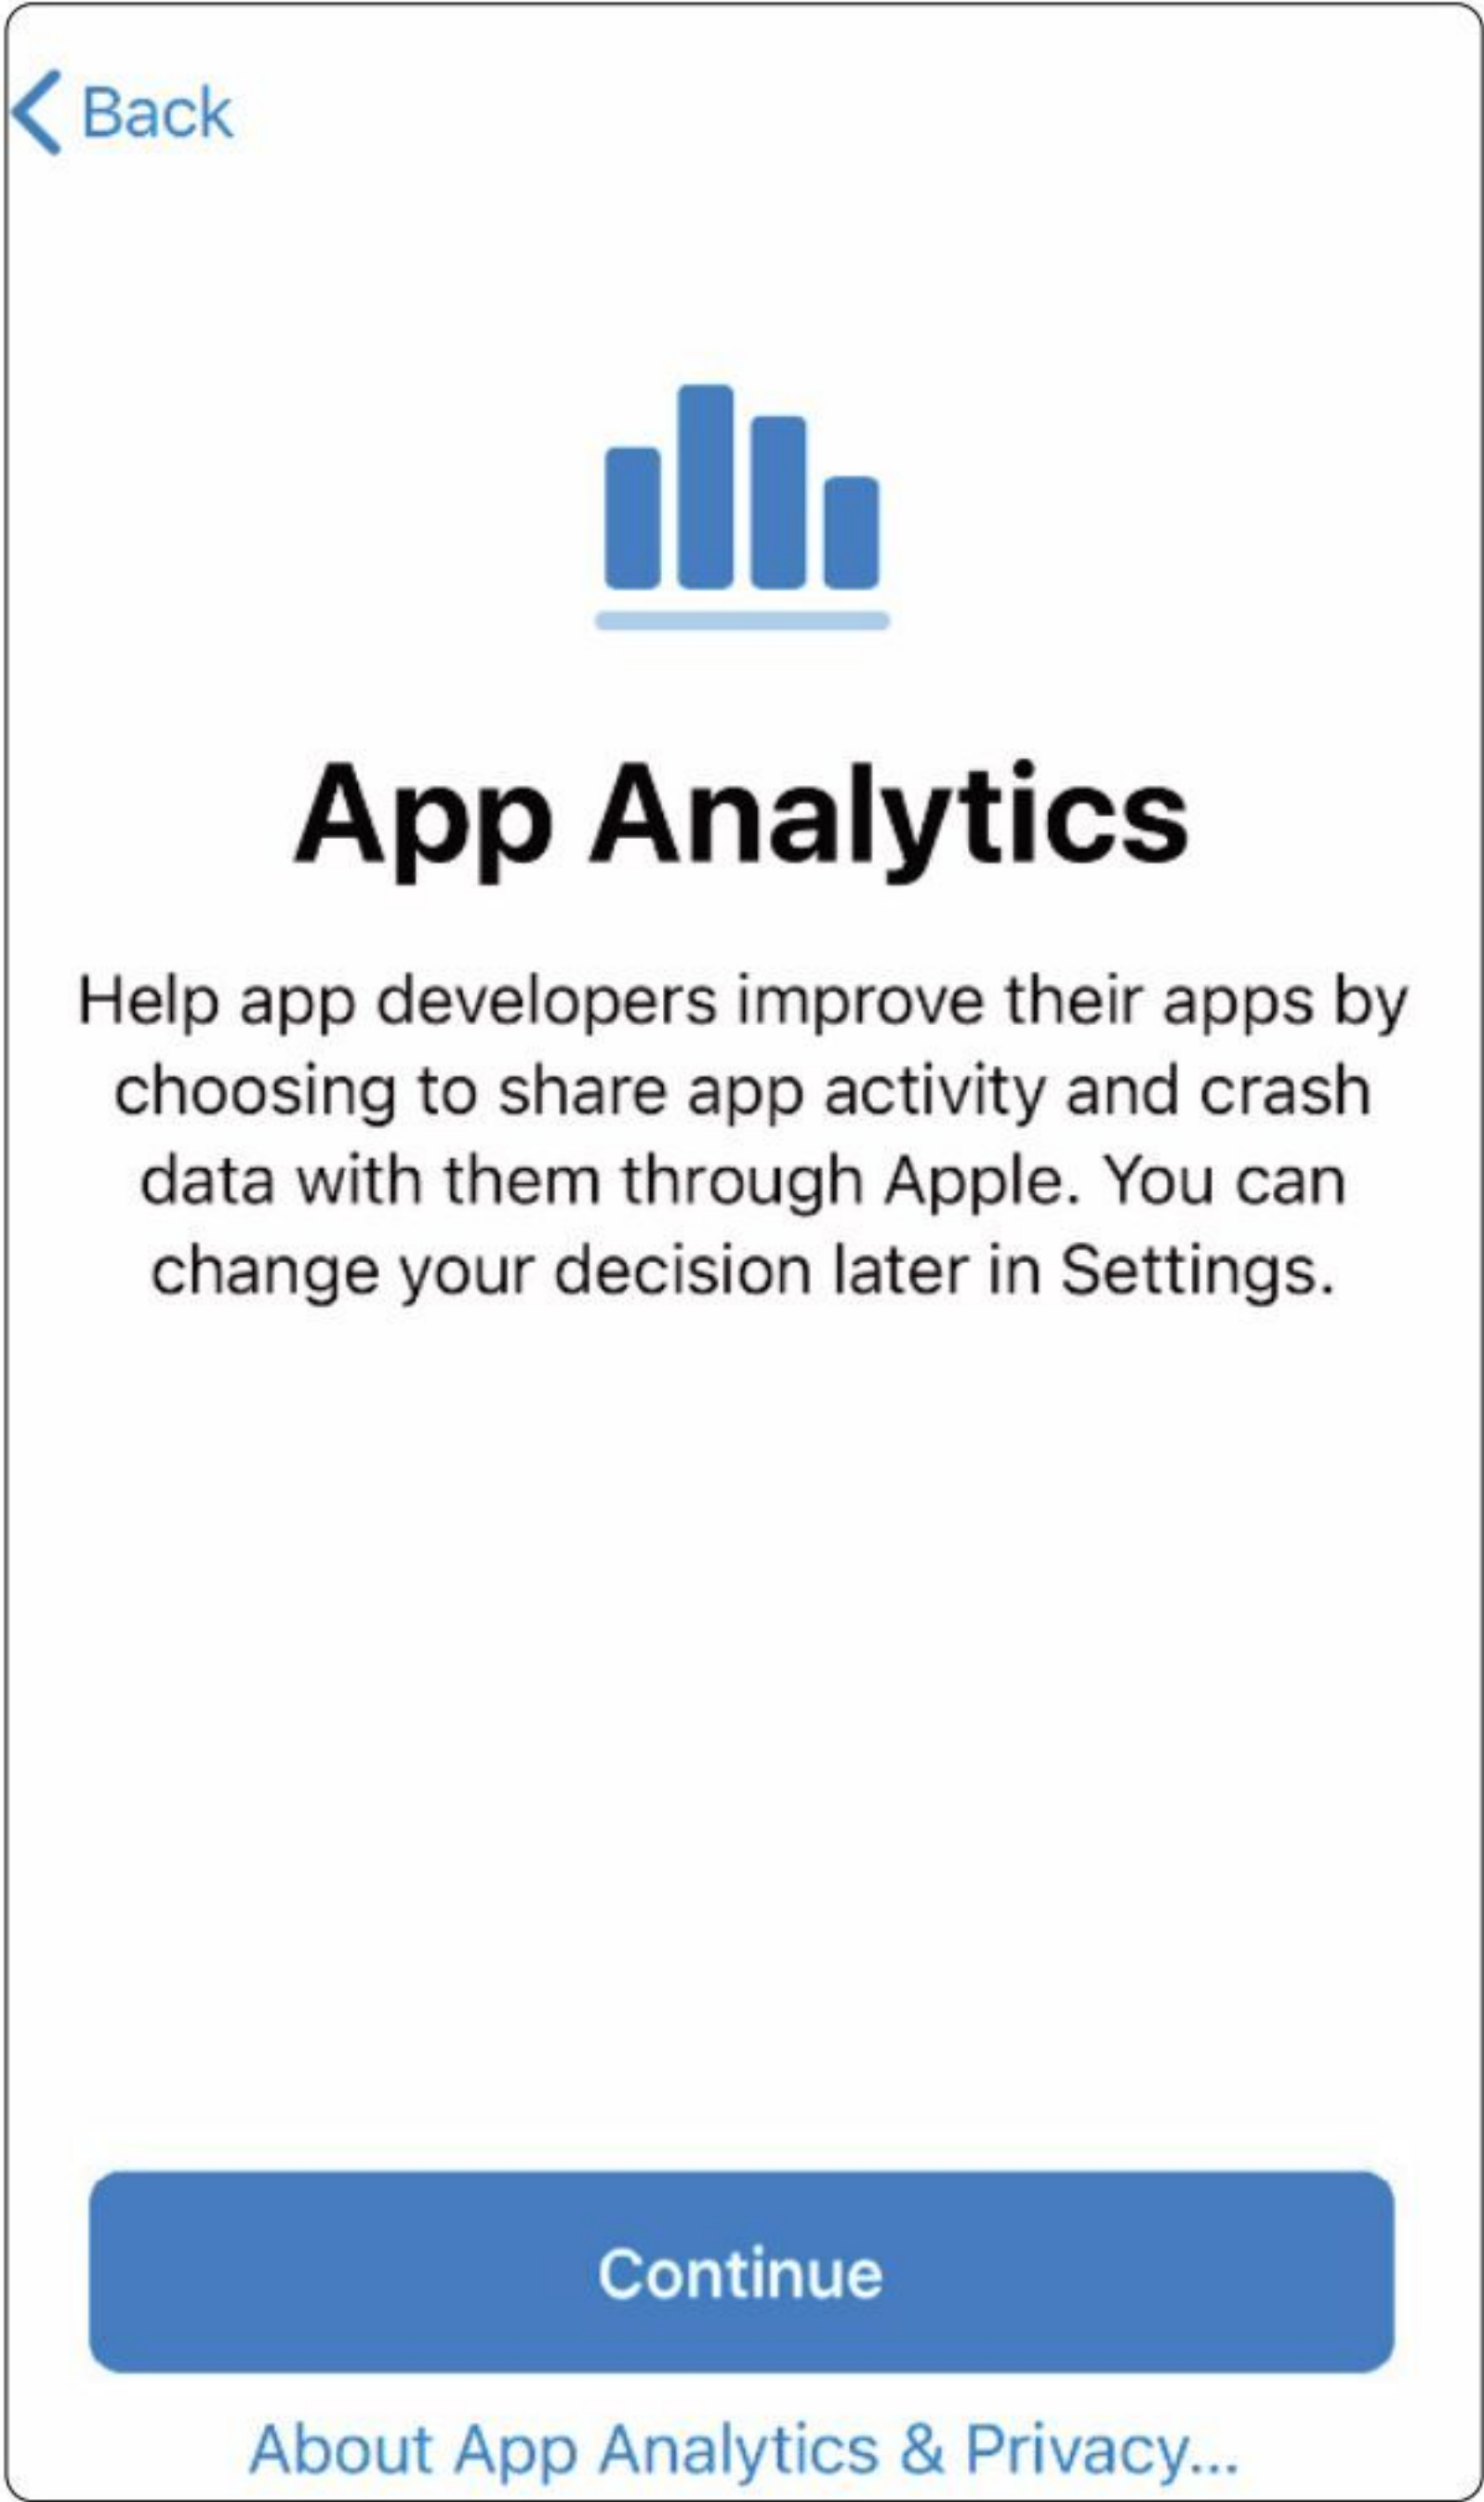 Back
App Analytics
Help app developers improve their apps by
choosing to share app activity and crash
data with them through Apple. You can
change your decision later in Settings.
Continue
About App Analytics & Privacy...